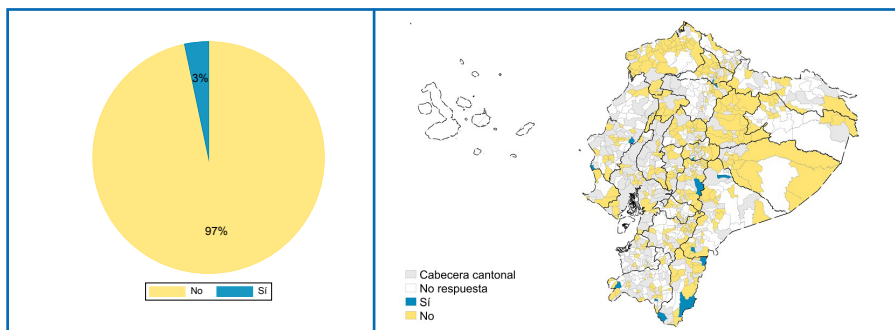 3%
97%
No Sí
Cabecera cantonal
No respuesta
Sí
No